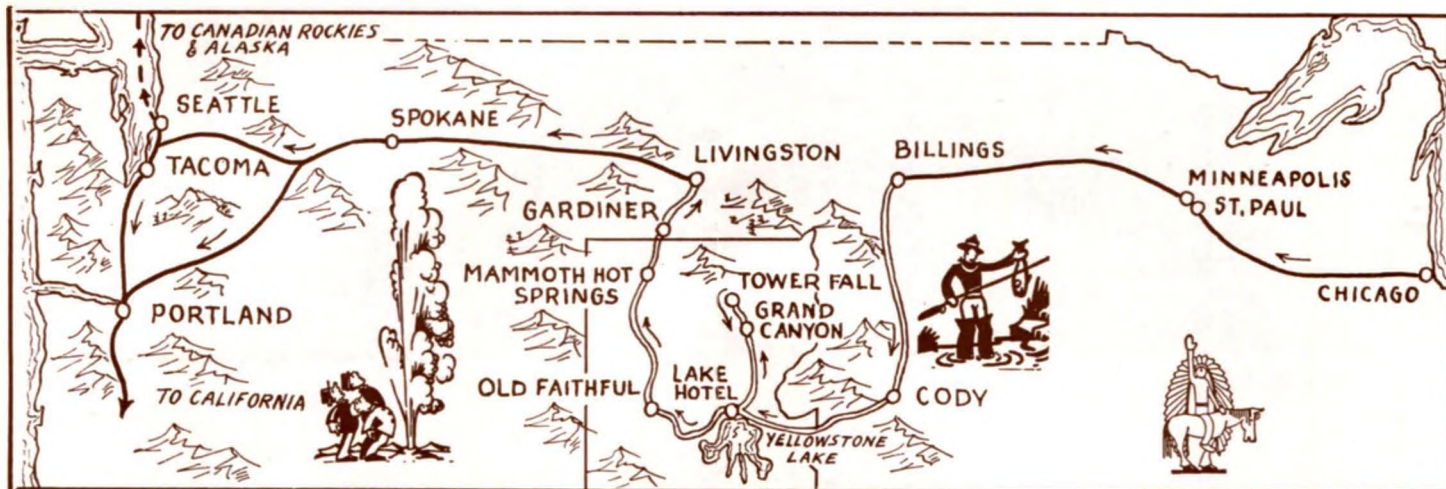 TO CANADIAN ROCKIES
& ALASKA
SEATTLE
TACOMA
SPOKANE
LIVINGSTON
BILLINGS
MINNEAPOLIS
ST. PAUL
GARDINER
MAMMOTH HOT
SPRINGS
TOWER FALL
GRAND
CANYON
CHICAGO
PORTLAND
OLD FAITHFUL
LAKE
HOTEL
CODY
TO CALIFORNIA
YELLOWSTONE
LAKE